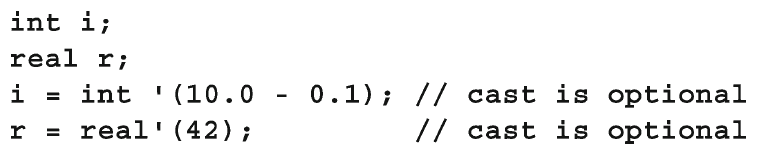 int i;
real r;
i = int '(10.0 - 0.1); // cast is optional
r = real'(42);         // cast is optional